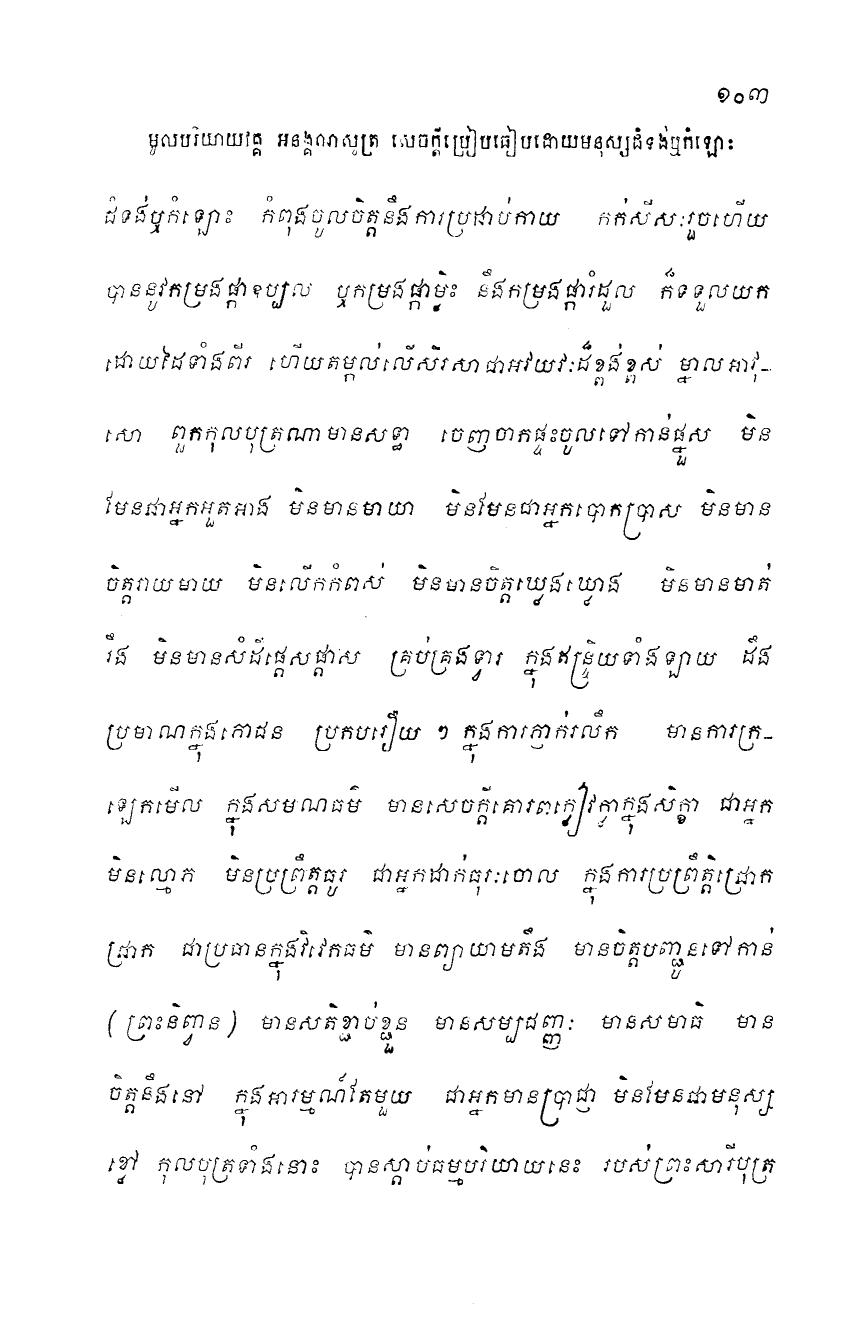 ១០៣
មូលបរិយាយវគ្គ អនង្គណសូត្រ សេចក្តីប្រៀបធៀបដោយមនុស្សដំទង់ឬកំឡោះ
ដំទង់ឬកំឡោះ កំពុងចូលចិត្តនឹងការប្រដាប់កាយ កក់សីសៈរួចហើយ
បាននូវកម្រងផ្កាឧប្បល ឬកម្រងផ្កាម្លិះ នឹងកម្រងផ្ការំដួល ក៏ទទួលយក
ដោយដៃទាំងពីរ ហើយតម្កល់លើសិរសាជាអវយវៈដ៏ខ្ពង់ខ្ពស់ ម្នាលអាវុ-
សោ ពួកកុលបុត្រណាមានសទ្ធា ចេញចាកផ្ទះចូលទៅកាន់ផ្នួស មិន
មែនជាអ្នកអួតអាង មិនមានមាយា មិនមែនជាអ្នកបោកប្រាស មិនមាន
ចិត្តរាយមាយ មិនលើកកំពស់ មិនមានចិត្តឃ្វេងឃ្វាង មិនមានមាត់
រឹង មិនមានសំដីផ្តេសផ្តាស គ្រប់គ្រងទ្វារ ក្នុងឥន្ទ្រិយទាំងឡាយ ដឹង
ប្រមាណក្នុងភោជន ប្រកបរឿយ ៗ ក្នុងការភ្ញាក់រលឹក មានការក្រ-
ឡេកមើល ក្នុងសមណធម៌ មានសេចក្តីគោរពក្លៀវក្លាក្នុងសិក្ខា ជាអ្នក
មិនល្មោភ មិនប្រព្រឹត្តធូរ ជាអ្នកដាក់ធុរៈចោល ក្នុងការប្រព្រឹត្តិជ្រោក
ជ្រាក ជាប្រធានក្នុងវិវេកធម៌ មានព្យាយាមតឹង មានចិត្តបញ្ជូនទៅកាន់
(ព្រះនិព្វាន) មានសតិខ្ជាប់ខ្ជួន មានសម្បជញ្ញៈ មានសមាធិ មាន
ចិត្តនឹងនៅ ក្នុងអារម្មណ៍តែមួយ ជាអ្នកមានប្រាជ្ញា មិនមែនជាមនុស្ស
ខ្លៅ កុលបុត្រទាំងនោះ បានស្តាប់ធម្មបរិយាយនេះ របស់ព្រះសារីបុត្រ